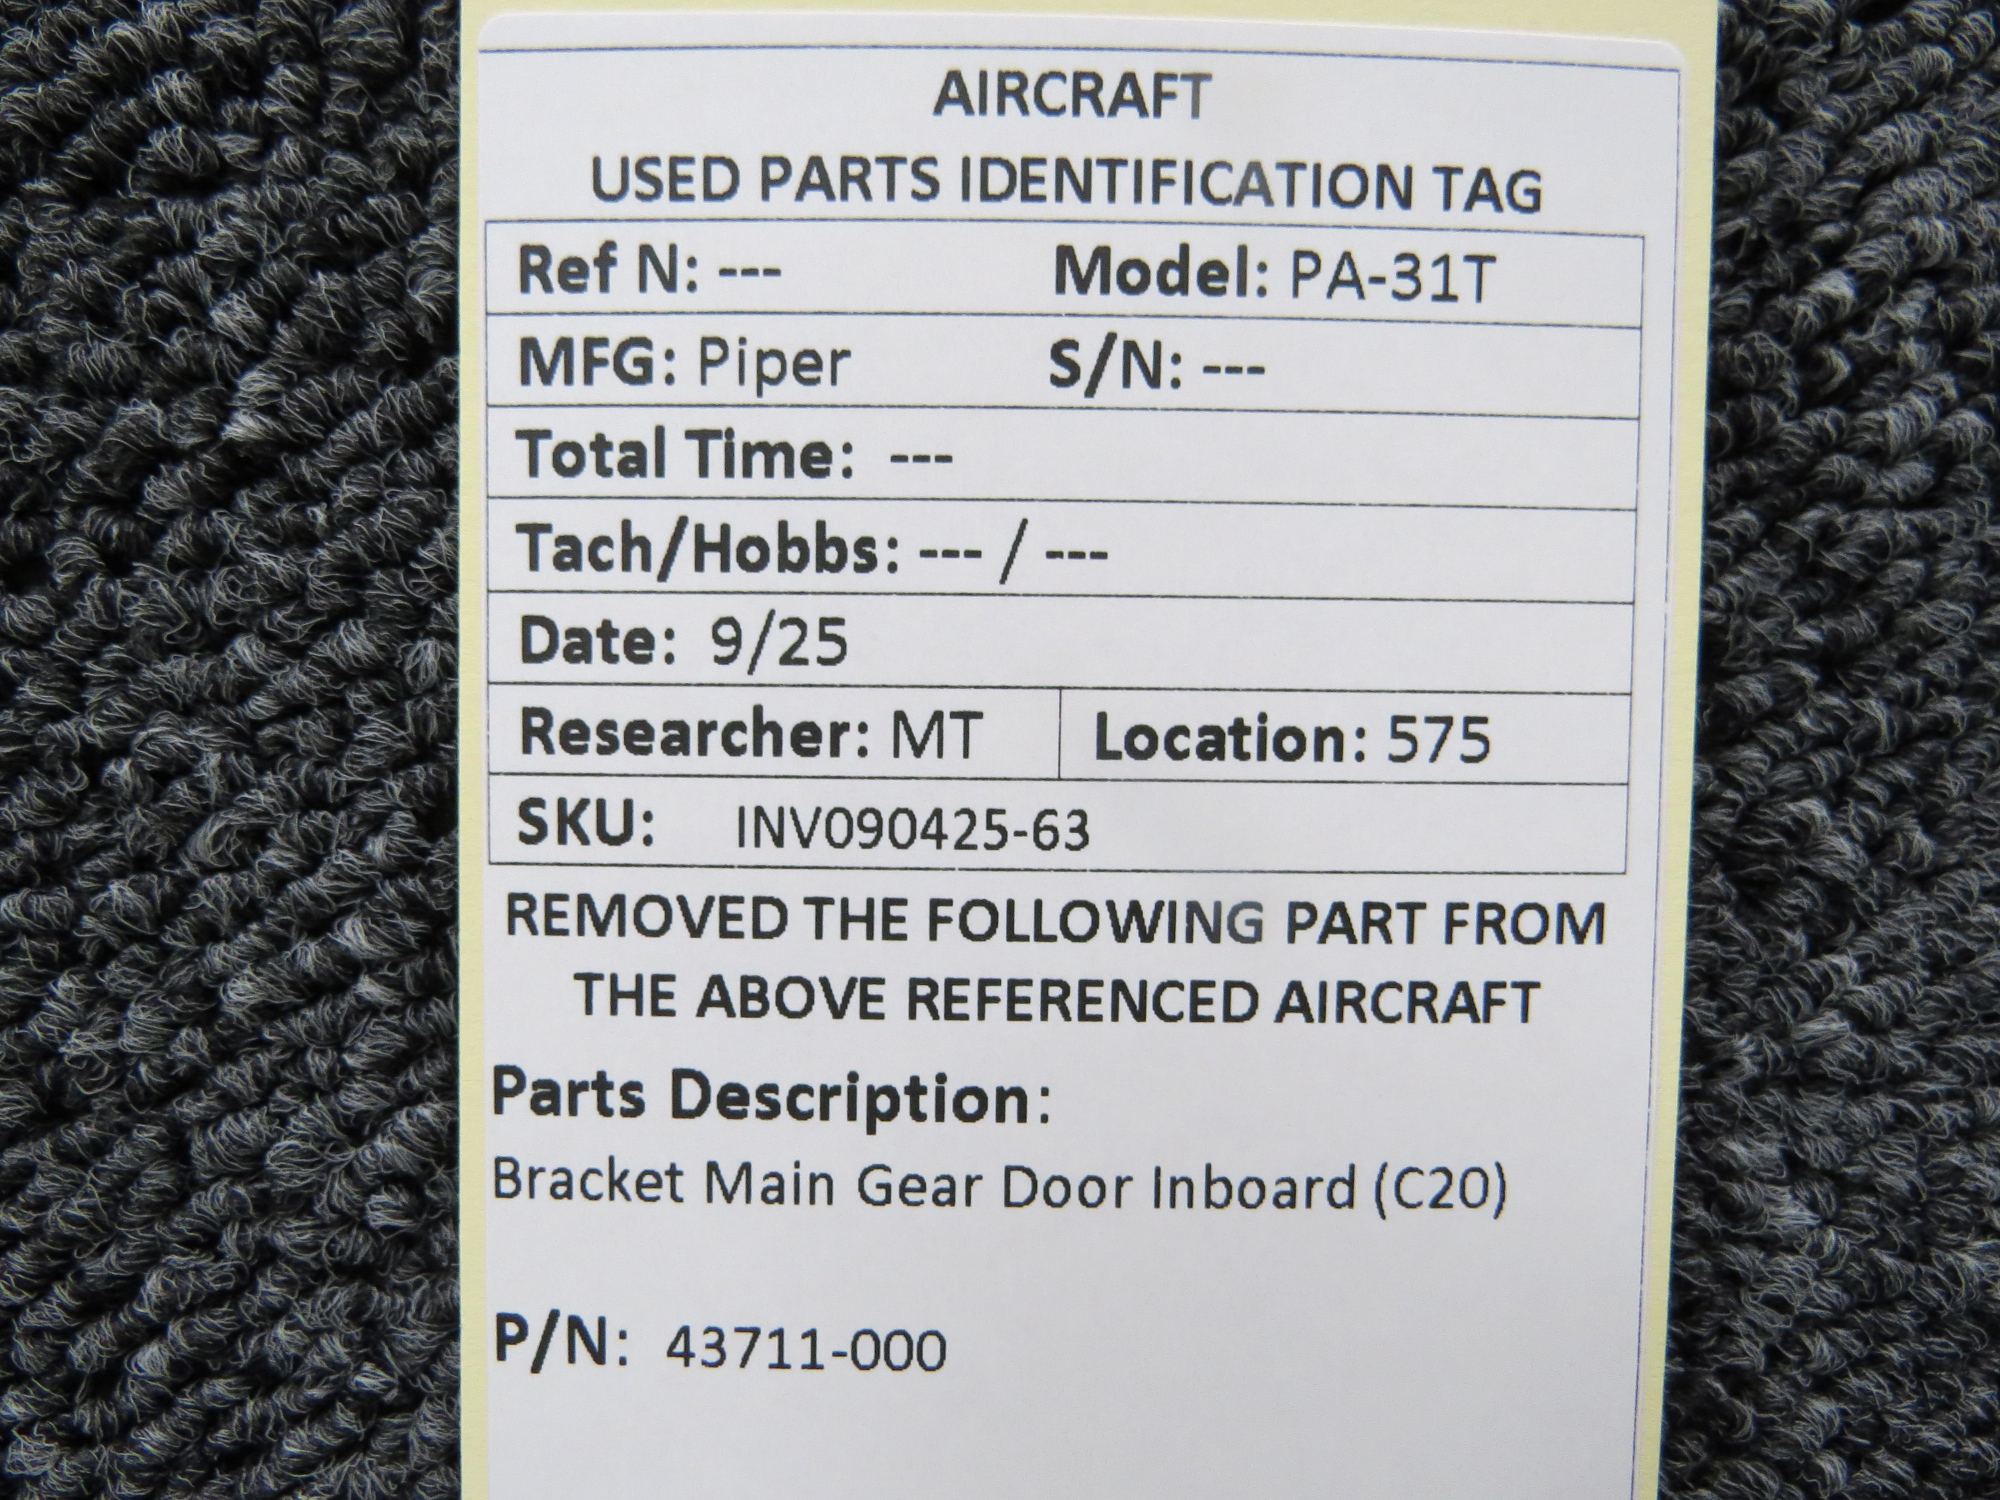 AIRCRAFT
USED PARTS IDENTIFICATION TAG
Ref N: --- Model: PA-31T
MFG: Piper S/N: ---
Total Time: ---
Tach/Hobbs: --- / ---
Date: 9/25
Researcher: MT Location: 575
SKU: INV090425-63
REMOVED THE FOLLOWING PART FROM
THE ABOVE REFERENCED AIRCRAFT
Parts Description:
Bracket Main Gear Door Inboard (C20)
P/N: 43711-000